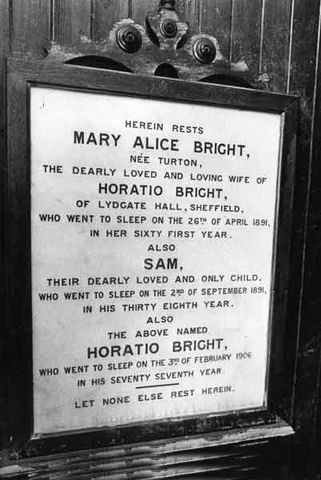 HEREIN RESTS
MARY ALICE BRIGHT,
NÉE TURTON,
THE DEARLY LOVED AND LOVING WIFE OF
HORATIO BRIGHT,
OF LYDGATE HALL, SHEFFIELD,
WHO WENT TO SLEEP ON THE 26TH OF APRIL 1891,
IN HER SIXTY FIRST YEAR.
ALSO
SAM,
THEIR DEARLY LOVED AND ONLY CHILD,
WHO WENT TO SLEEP ON THE 2ND OF SEPTEMBER 1891,
IN HIS THIRTY EIGHTH YEAR.
ALSO
THE ABOVE NAMED
HORATIO BRIGHT,
WHO WENT TO SLEEP ON THE 3RD OF FEBRUARY 1906
IN HIS SEVENTY SEVENTH YEAR.
LET NONE ELSE REST HEREIN.